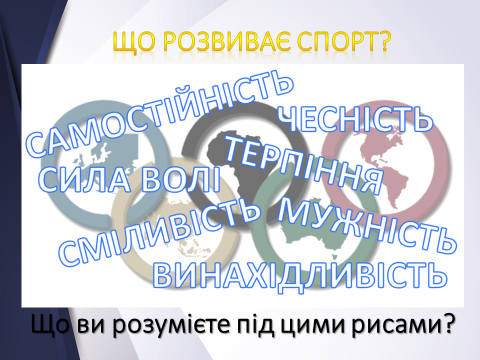 ЩО РОЗВИВАЄ СПОРТ?
САМОСТІЙНІСТЬ
ЧЕСНІСТЬ
ТЕРПІННЯ
СИЛА ВОЛІ
СМІЛИВІСТЬ
МУЖНІСТЬ
ВИНАХІДЛИВІСТЬ
Що ви розумієте під цими рисами?